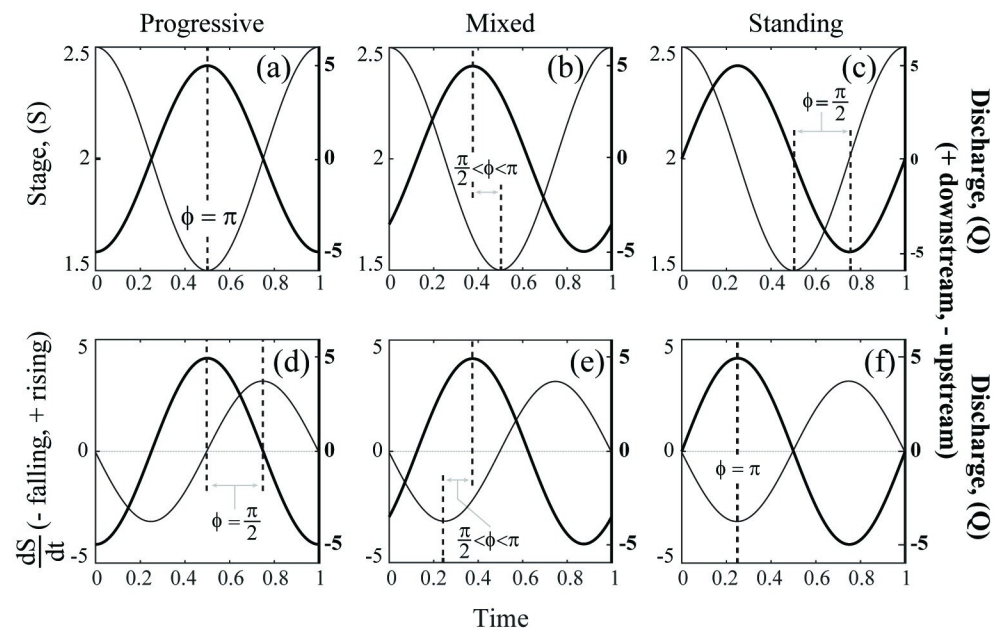 Progressive
Mixed
Standing
2.5
2
1.5
Stage, (S)
(a)
ϕ = π
5
0
-5
0 0.2 0.4 0.6 0.8 1
2.5
2
1.5
(b)
π/2<ϕ<π
5
0
-5
0 0.2 0.4 0.6 0.8 1
2.5
2
1.5
(c)
ϕ=π/2
5
0
-5
0 0.2 0.4 0.6 0.8 1
Discharge, (Q)
(+ downstream, - upstream)
Discharge, (Q)
dS/dt (- falling, + rising)
5
0
-5
(d)
ϕ=π/2
5
0
-5
0 0.2 0.4 0.6 0.8 1
5
0
-5
(e)
π/2<ϕ<π
5
0
-5
0 0.2 0.4 0.6 0.8 1
5
0
-5
(f)
ϕ = π
5
0
-5
0 0.2 0.4 0.6 0.8 1
Time